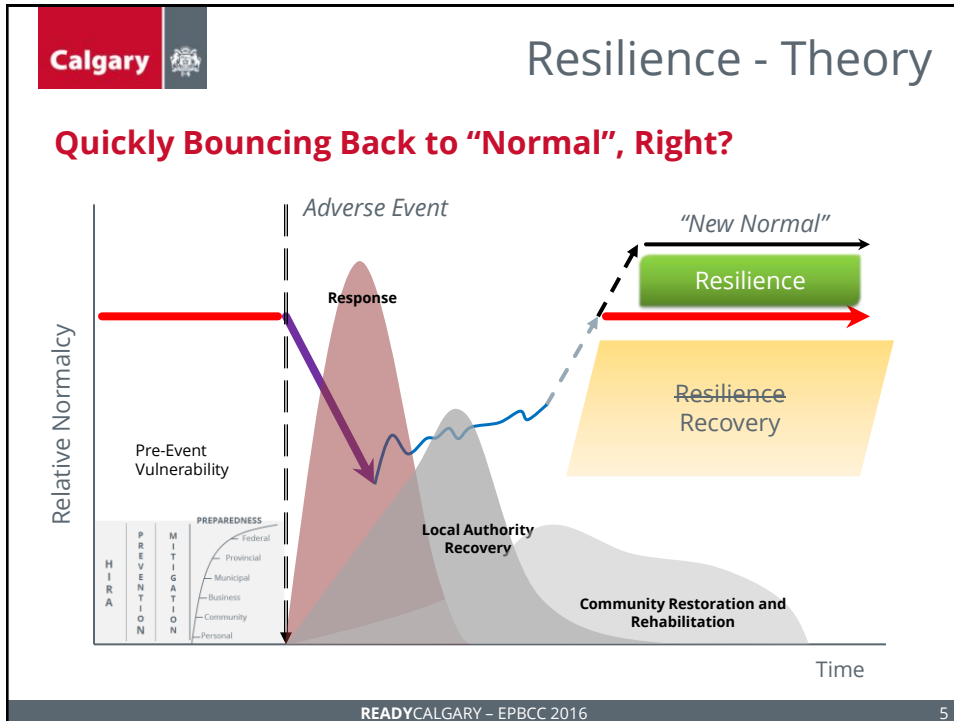 Calgary
Resilience - Theory
Quickly Bouncing Back to “Normal”, Right?
Adverse Event
“New Normal”
Resilience
Response
Relative Normalcy
Resilience
Recovery
Pre-Event
Vulnerability
HIRA
PREVENTION
MITIGATION
PREPAREDNESS
Federal
Provincial
Municipal
Business
Community
Personal
Local Authority
Recovery
Community Restoration and
Rehabilitation
Time
READYCALGARY – EPBCC 2016
5